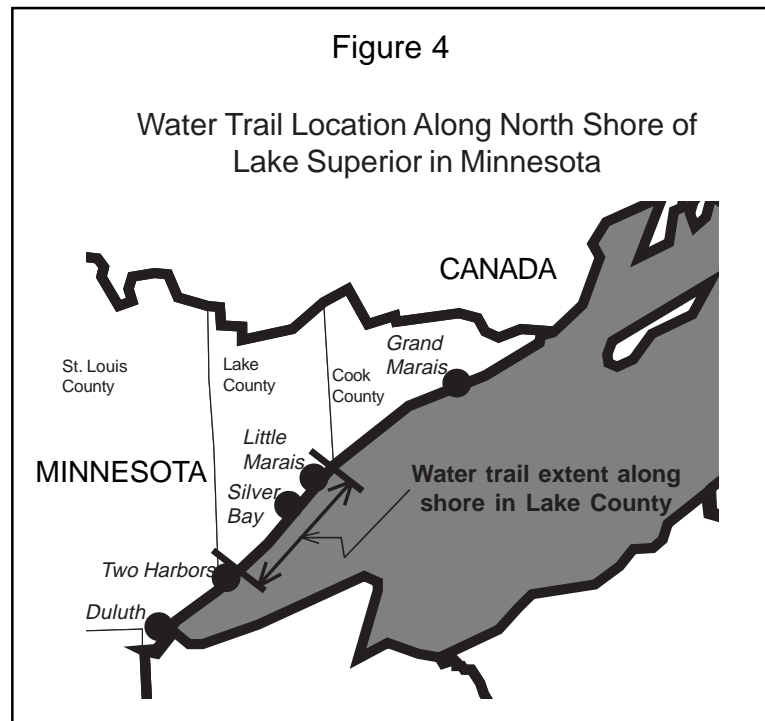 Figure 4
Water Trail Location Along North Shore of
Lake Superior in Minnesota
CANADA
St. Louis
County
Lake
County
Cook
County
Grand
Marais
Little
Marais
MINNESOTA
Silver
Bay
Water trail extent along
shore in Lake County
Two Harbors
Duluth